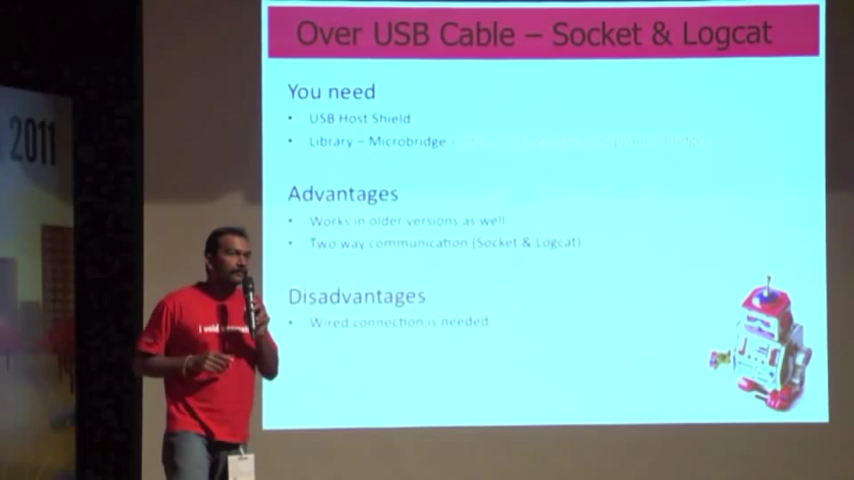 Over USB Cable – Socket & Logcat
You need
• USB Host Shield
• Library – Microbridge -
Advantages
• Works in older versions as well
• Two way communication (Socket & Logcat)
Disadvantages
• Wired connection is needed
2011
i void